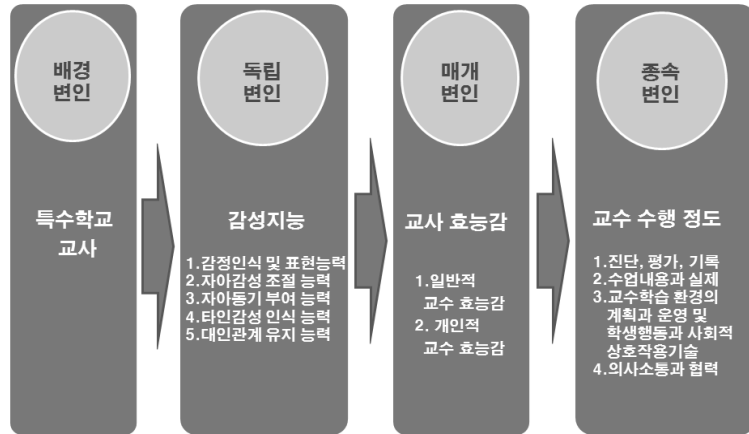 배경
변인
특수학교
교사
독립
변인
감성지능
1.감정인식 및 표현능력
2.자아감성 조절 능력
3.자아동기 부여 능력
4.타인감성 인식 능력
5.대인관계 유지 능력
매개
변인
교사 효능감
1.일반적
교수 효능감
2. 개인적
교수 효능감
종속
변인
교수 수행 정도
1.진단, 평가, 기록
2.수업내용과 실제
3.교수학습 환경의
계획과 운영 및
학생행동과 사회적
상호작용기술
4.의사소통과 협력